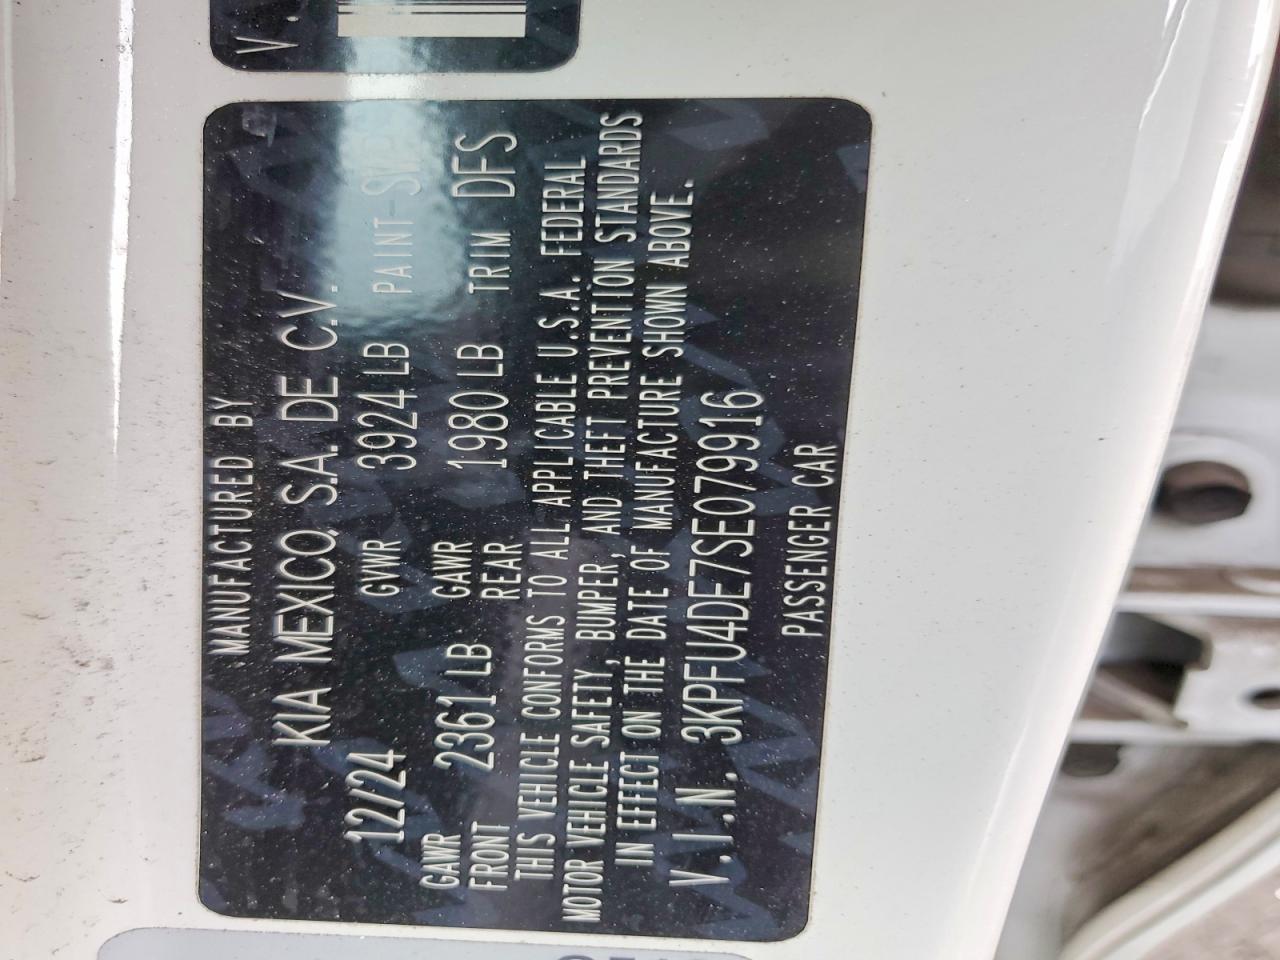 MANUFACTURED BY
KIA MEXICO, S.A. DE C.V.
12/24 GVWR 3924 LB PAINT-SWP
GAWR FRONT 2361 LB GAWR REAR 1980 LB TRIM DFS
THIS VEHICLE CONFORMS TO ALL APPLICABLE U.S.A. FEDERAL
MOTOR VEHICLE SAFETY, BUMPER, AND THEFT PREVENTION STANDARDS
IN EFFECT ON THE DATE OF MANUFACTURE SHOWN ABOVE.
V.I.N. 3KPFU4DE7SE079916
PASSENGER CAR